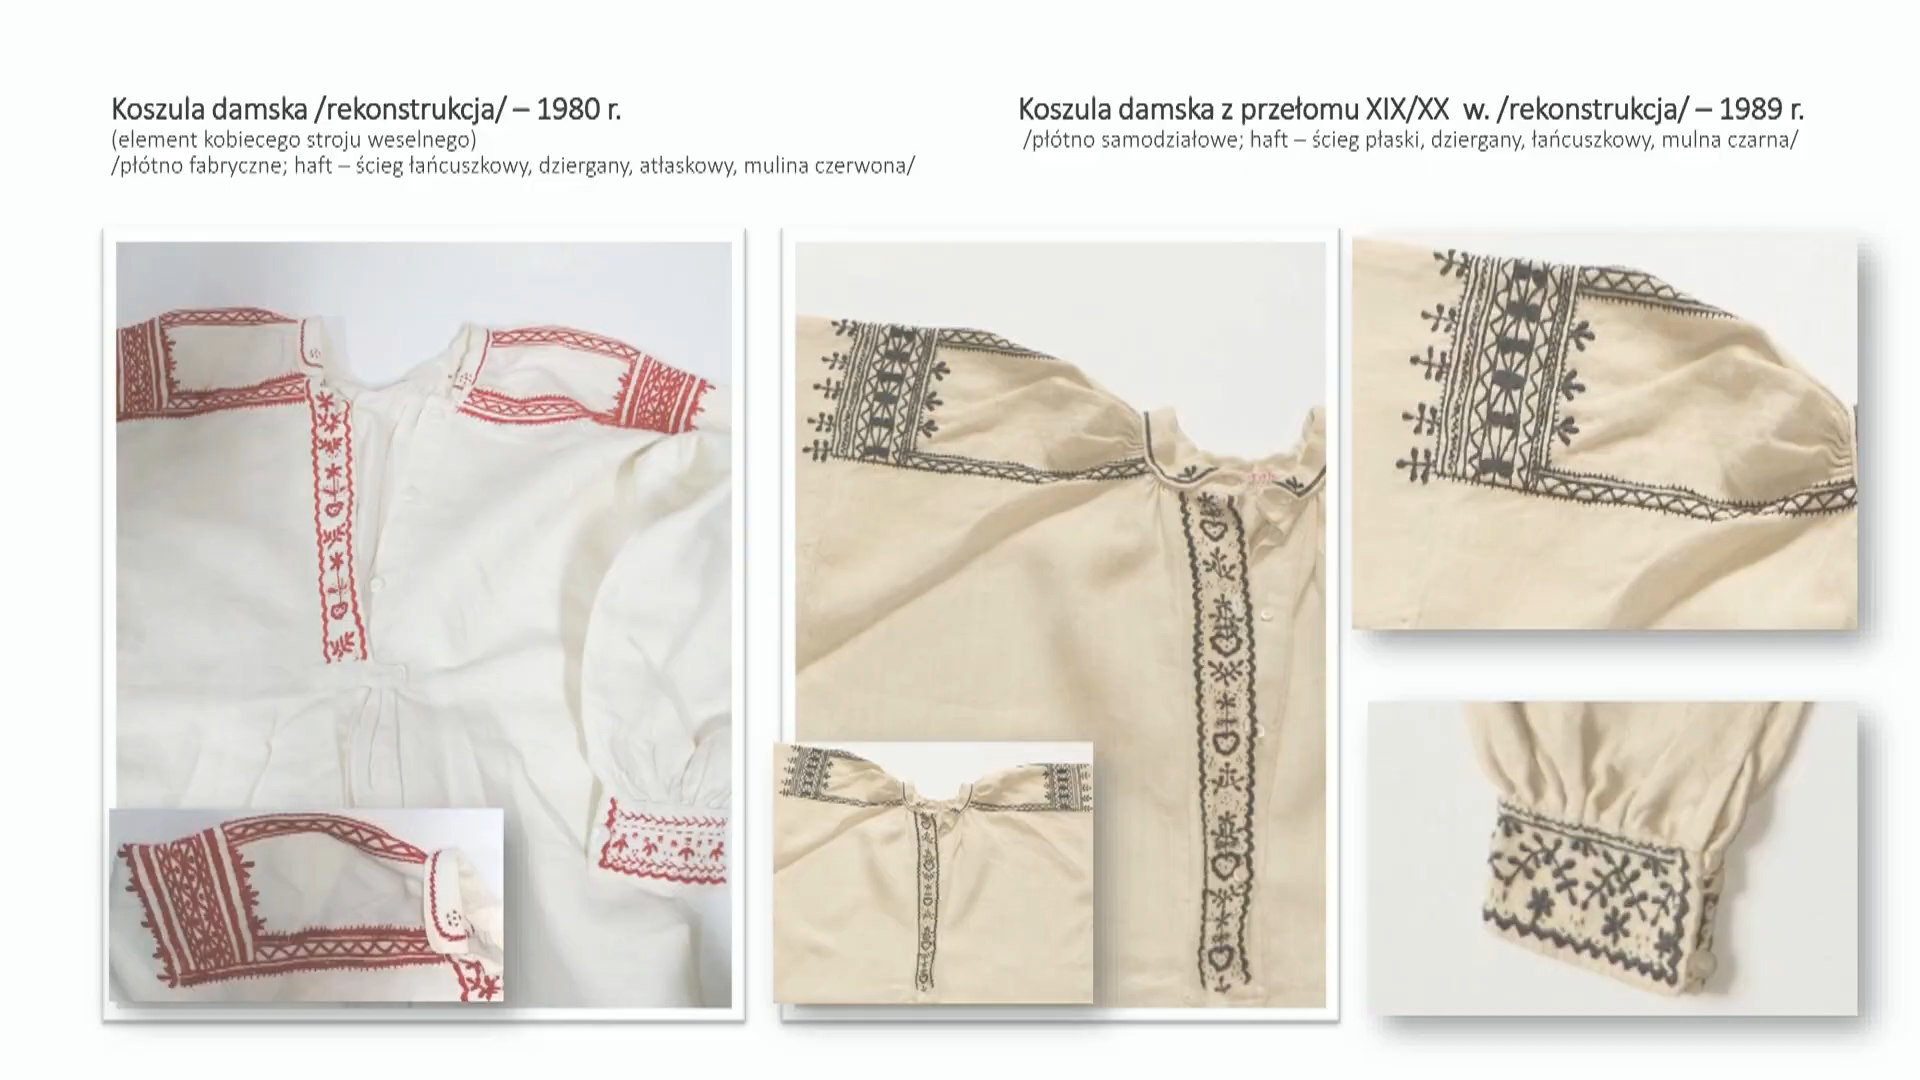 Koszula damska /rekonstrukcja/ – 1980 r.
(element kobiecego stroju weselnego)
/płótno fabryczne; haft – ścieg łańcuszkowy, dziergany, atłaskowy, mulina czerwona/
Koszula damska z przełomu XIX/XX w. /rekonstrukcja/ – 1989 r.
/płótno samodziałowe; haft – ścieg płaski, dziergany, łańcuszkowy, mulna czarna/